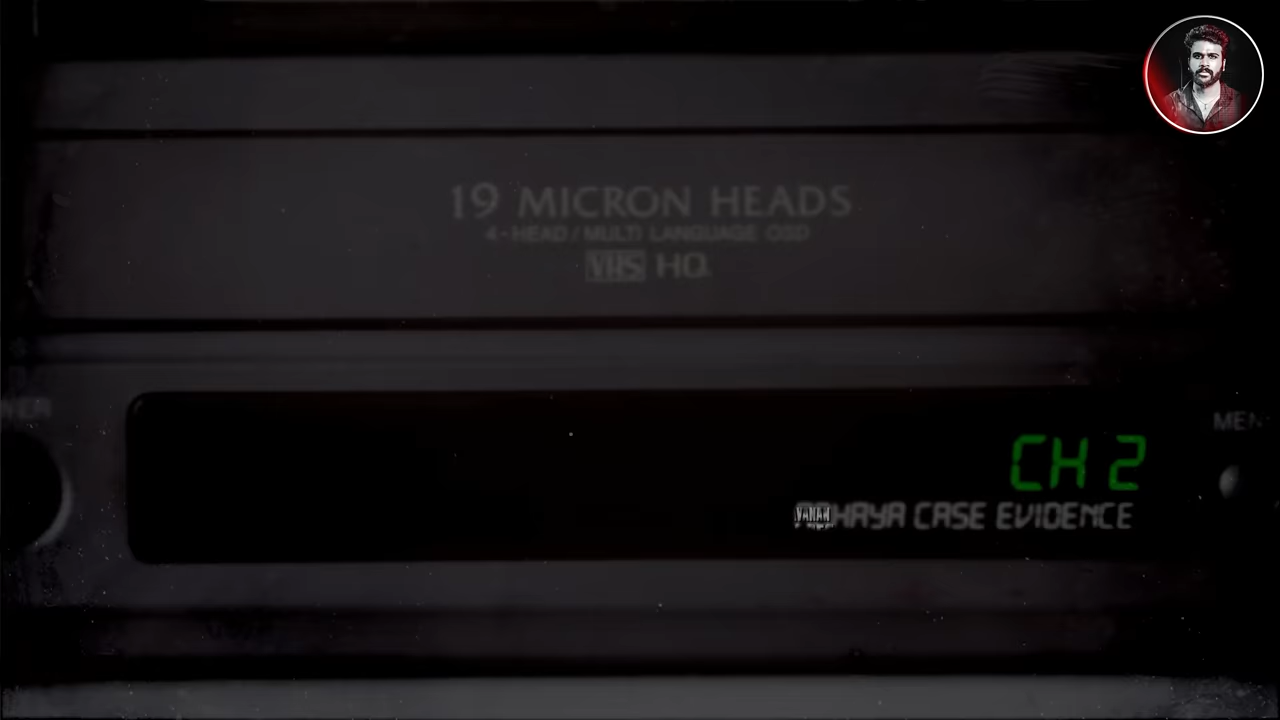 19 MICRON HEADS
4-HEAD / MULTI LANGUAGE OSD
VHS HQ
CH 2
CASE EVIDENCE